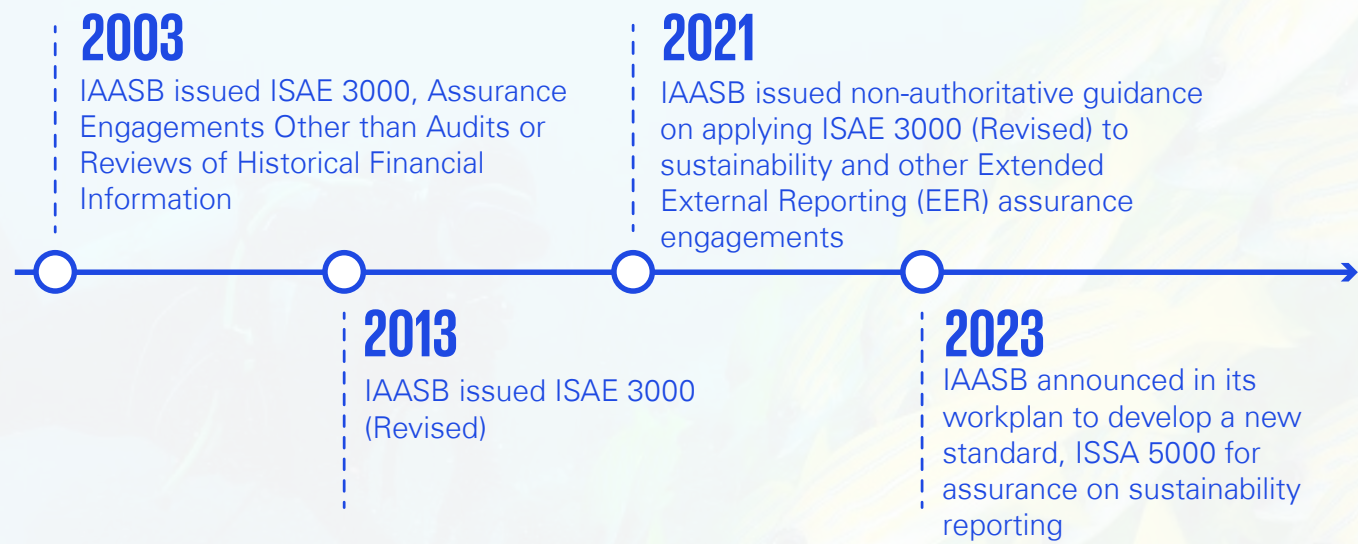 2003
IAASB issued ISAE 3000, Assurance
Engagements Other than Audits or
Reviews of Historical Financial
Information
2013
IAASB issued ISAE 3000
(Revised)
2021
IAASB issued non-authoritative guidance
on applying ISAE 3000 (Revised) to
sustainability and other Extended
External Reporting (EER) assurance
engagements
2023
IAASB announced in its
workplan to develop a new
standard, ISSA 5000 for
assurance on sustainability
reporting